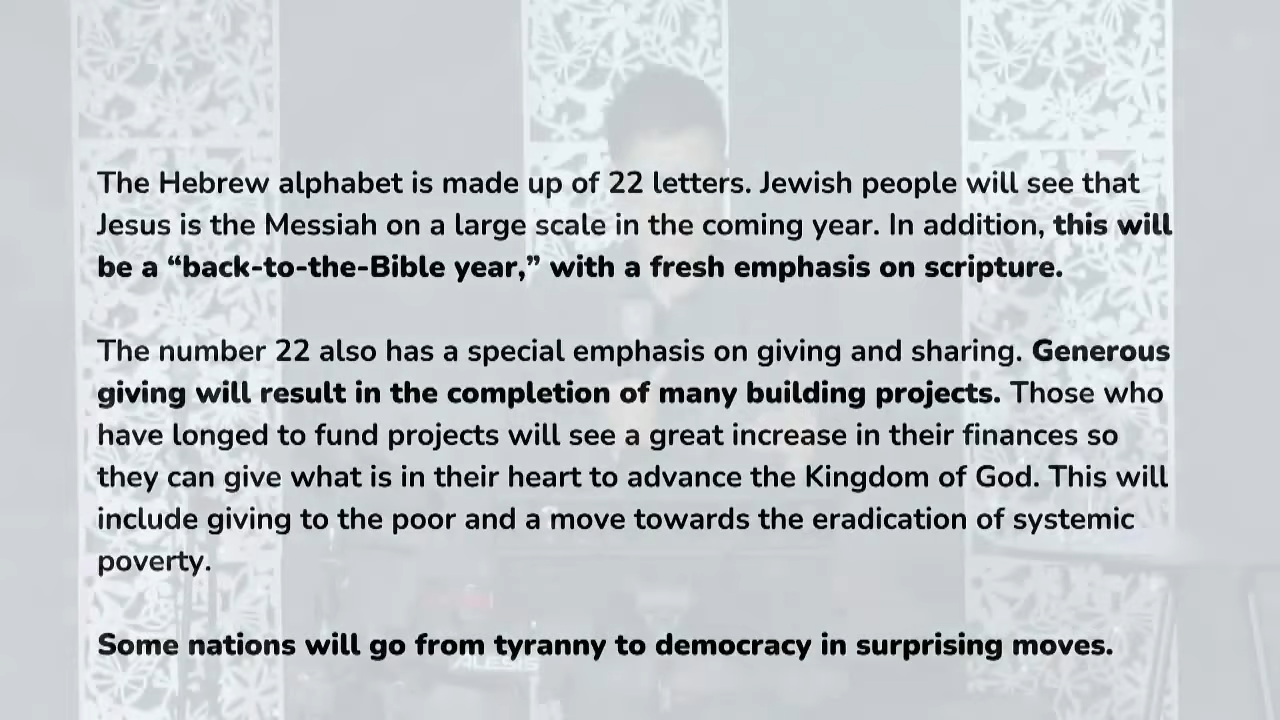 The Hebrew alphabet is made up of 22 letters. Jewish people will see that
Jesus is the Messiah on a large scale in the coming year. In addition, this will
be a “back-to-the-Bible year,” with a fresh emphasis on scripture.
The number 22 also has a special emphasis on giving and sharing. Generous
giving will result in the completion of many building projects. Those who
have longed to fund projects will see a great increase in their finances so
they can give what is in their heart to advance the Kingdom of God. This will
include giving to the poor and a move towards the eradication of systemic
poverty.
Some nations will go from tyranny to democracy in surprising moves.
ALESIS